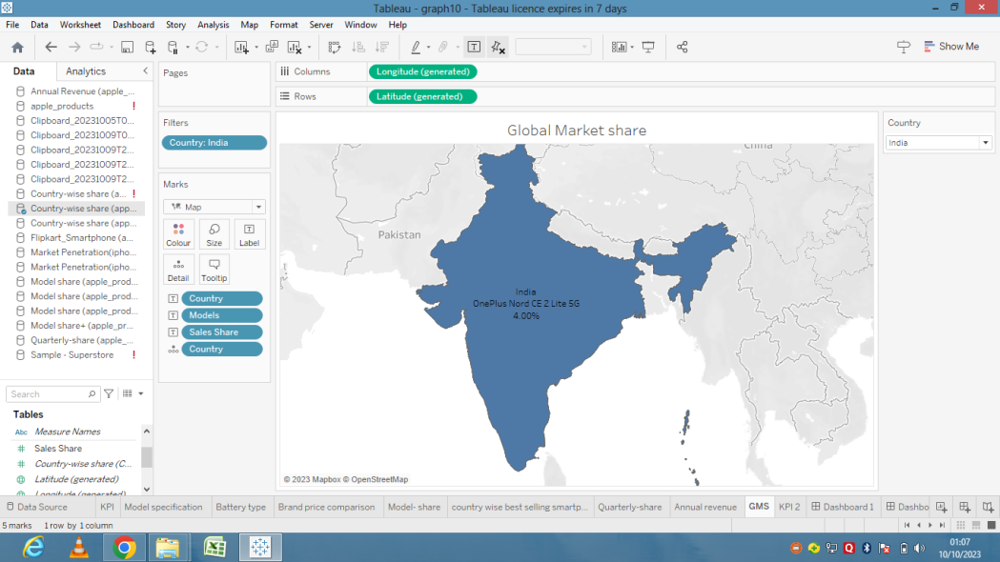 Tableau - graph10 - Tableau licence expires in 7 days
File Data Worksheet Dashboard Story Analysis Map Format Server Window Help
Show Me
Data Analytics
Annual Revenue (apple_...
apple_products !
Clipboard_20231005T0...
Clipboard_20231009T0...
Clipboard_20231009T2...
Clipboard_20231009T2...
Clipboard_20231009T2...
Country-wise share (a... !
Country-wise share (app...
Country-wise share (app...
Flipkart_Smartphone (a...
Market Penetration(ipho...
Market Penetration(ipho...
Model share (apple_prod...
Model share (apple_prod...
Model share (apple_prod...
Model share+ (apple_pr...
Quarterly-share (apple_...
Sample - Superstore !
Search
Tables
Abc Measure Names
# Sales Share
# Country-wise share (C...
Latitude (generated)
Longitude (generated)
Pages
Filters
Country: India
Marks
Map
Colour Size Label
Detail Tooltip
Country
Models
Sales Share
Country
Columns Longitude (generated)
Rows Latitude (generated)
Global Market share
China
Pakistan
India
OnePlus Nord CE 2 Lite 5G
4.00%
© 2023 Mapbox © OpenStreetMap
Country
India
Data Source KPI Model specification Battery type Brand price comparison Model- share country wise best selling smartp... Quarterly-share Annual revenue GMS KPI 2 Dashboard 1 Dashbo
5 marks 1 row by 1 column
01:07
10/10/2023